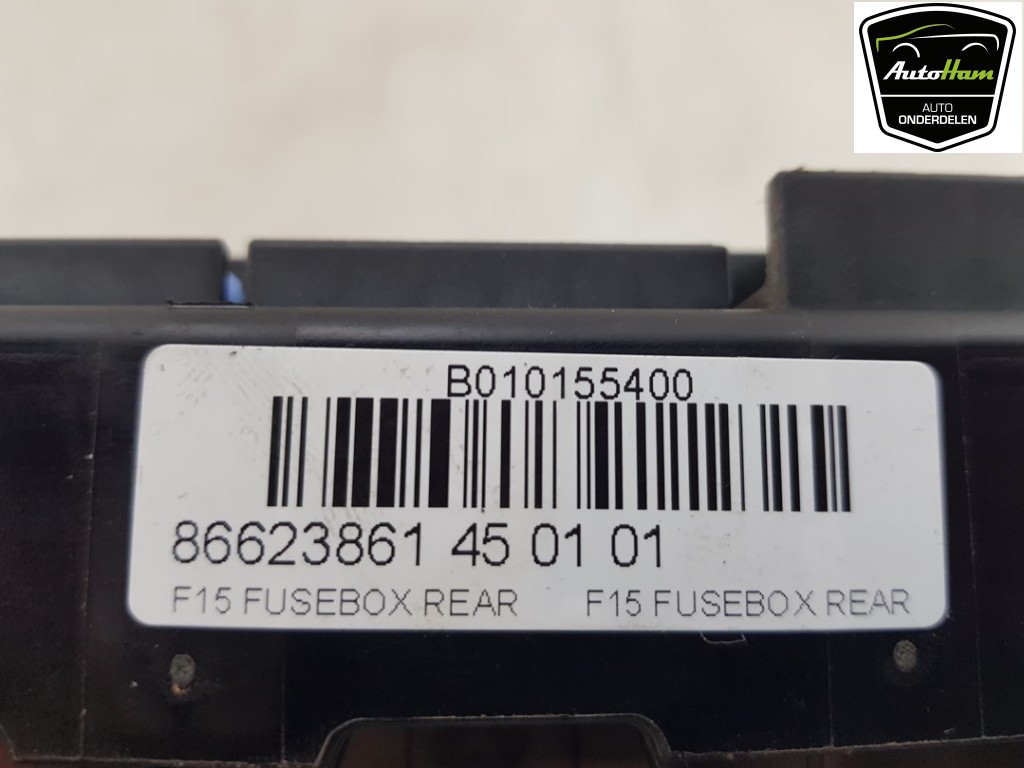 AutoHam
AUTO
ONDERDELEN
B010155400
86623861 45 01 01
F15 FUSEBOX REAR F15 FUSEBOX REAR